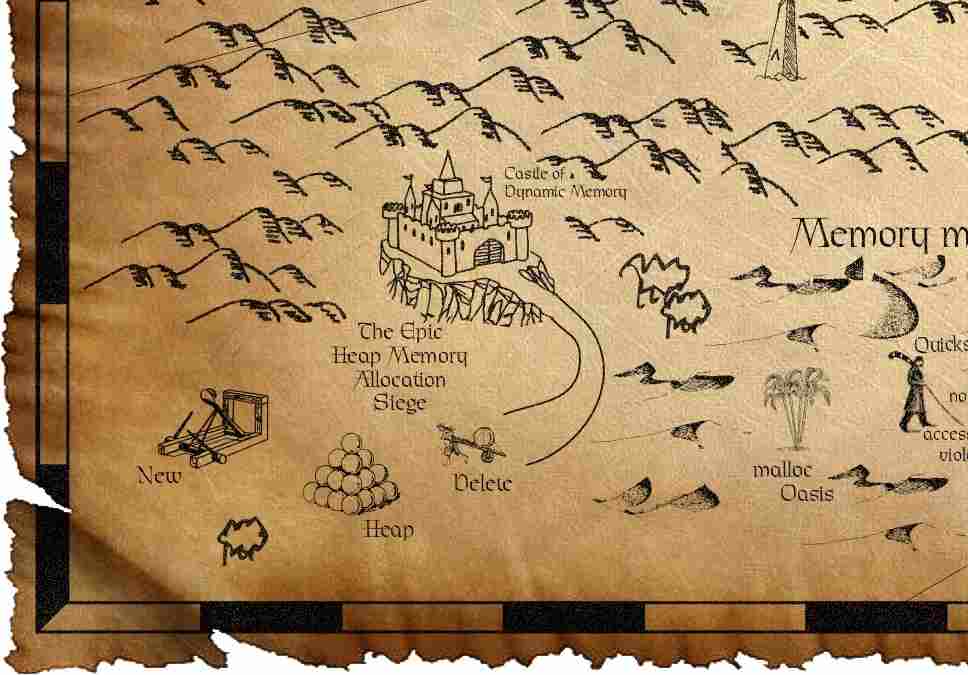 Castle of
Dynamic Memory
Memory m
The Epic
Heap Memory
Allocation
Siege
Quicks
no
access
viole
New
Delete
malloc
Oasis
Heap